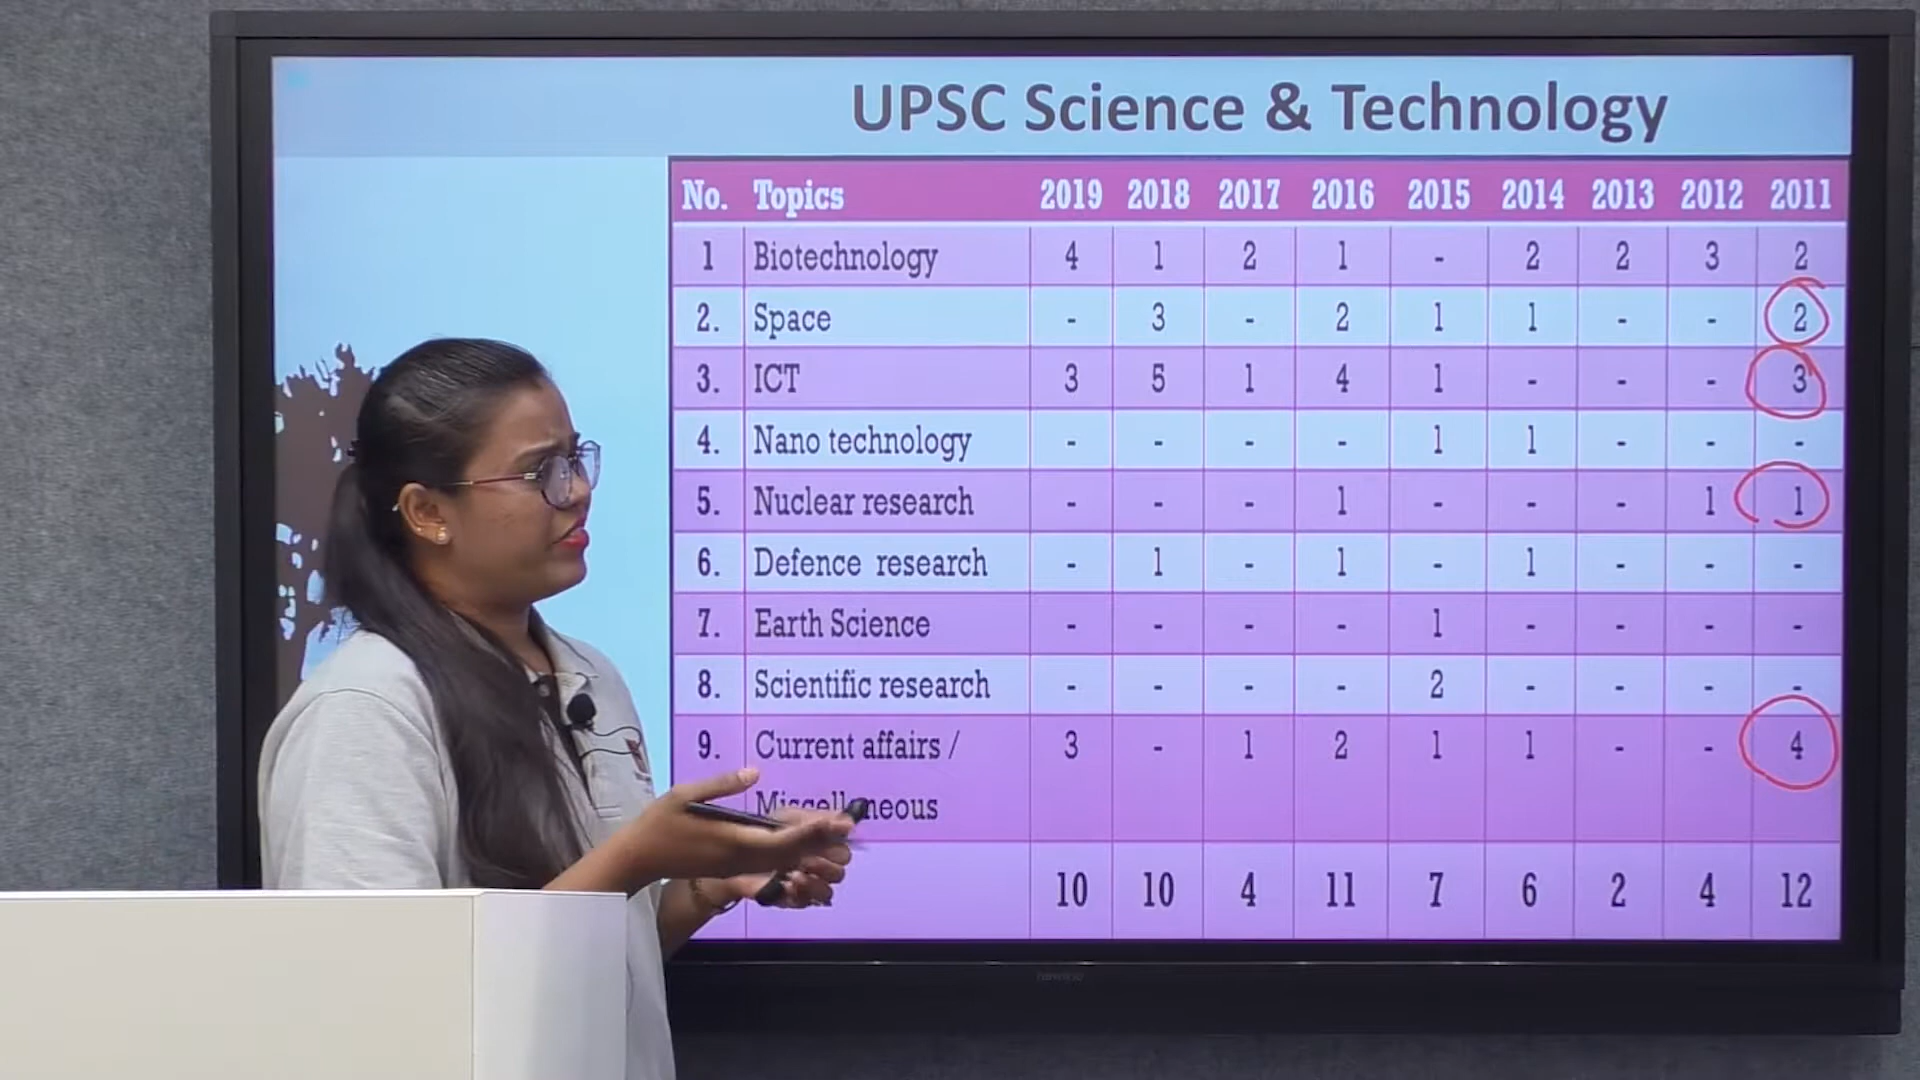 UPSC Science & Technology
No. Topics 2019 2018 2017 2016 2015 2014 2013 2012 2011
1 Biotechnology 4 1 2 1 - 2 2 3 2
2. Space - 3 - 2 1 1 - - 2
3. ICT 3 5 1 4 1 - - - 3
4. Nano technology - - - - 1 1 - - -
5. Nuclear research - - - 1 - - - 1 1
6. Defence research - 1 - 1 - 1 - - -
7. Earth Science - - - - 1 - - - -
8. Scientific research - - - - 2 - - - -
9. Current affairs / 3 - 1 2 1 1 - - 4
Miscellaneous
10 10 4 11 7 6 2 4 12